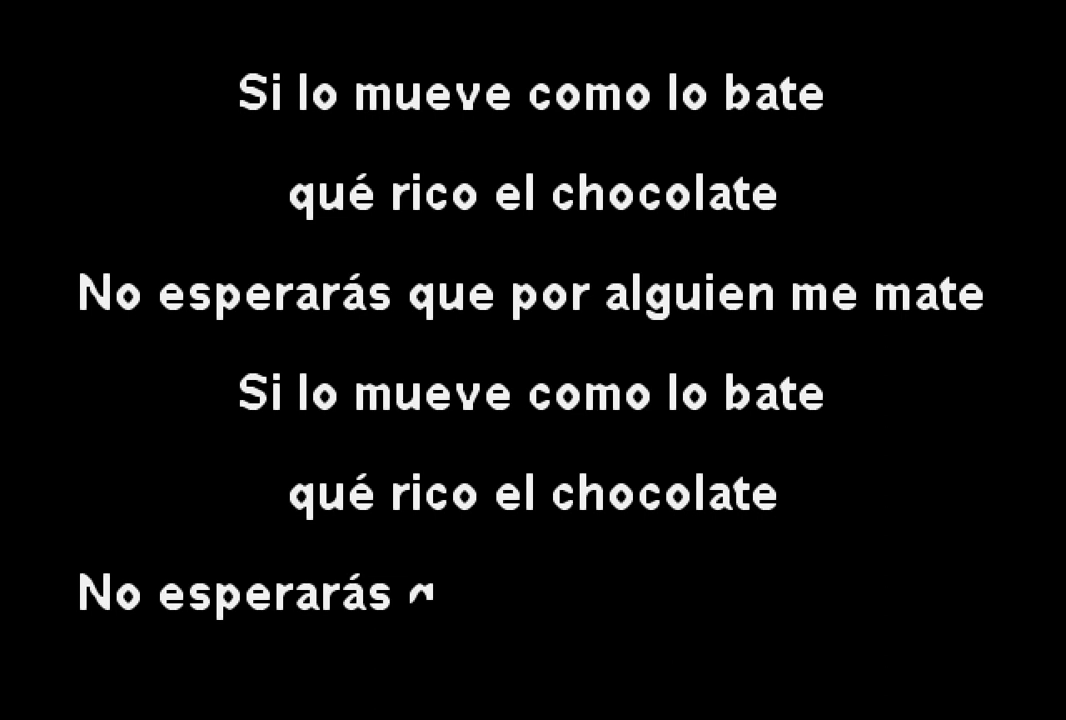 Si lo mueve como lo bate
qué rico el chocolate
No esperarás que por alguien me mate
Si lo mueve como lo bate
qué rico el chocolate
No esperarás